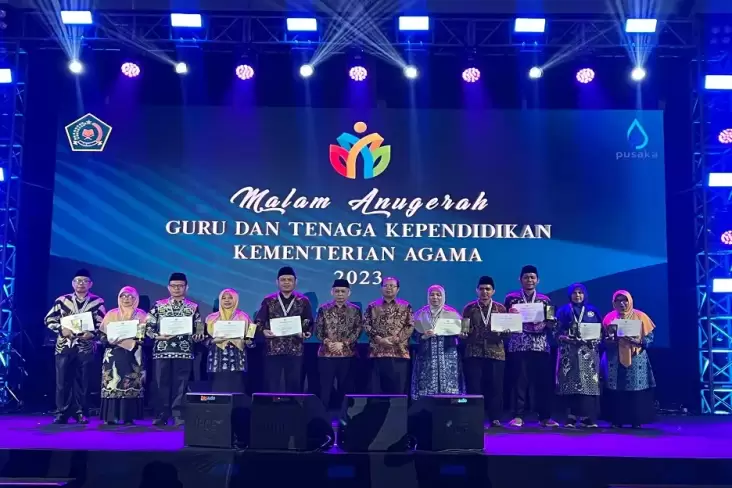 pusaka
Malam Anugerah
GURU DAN TENAGA KEPENDIDIKAN
KEMENTERIAN AGAMA
2023